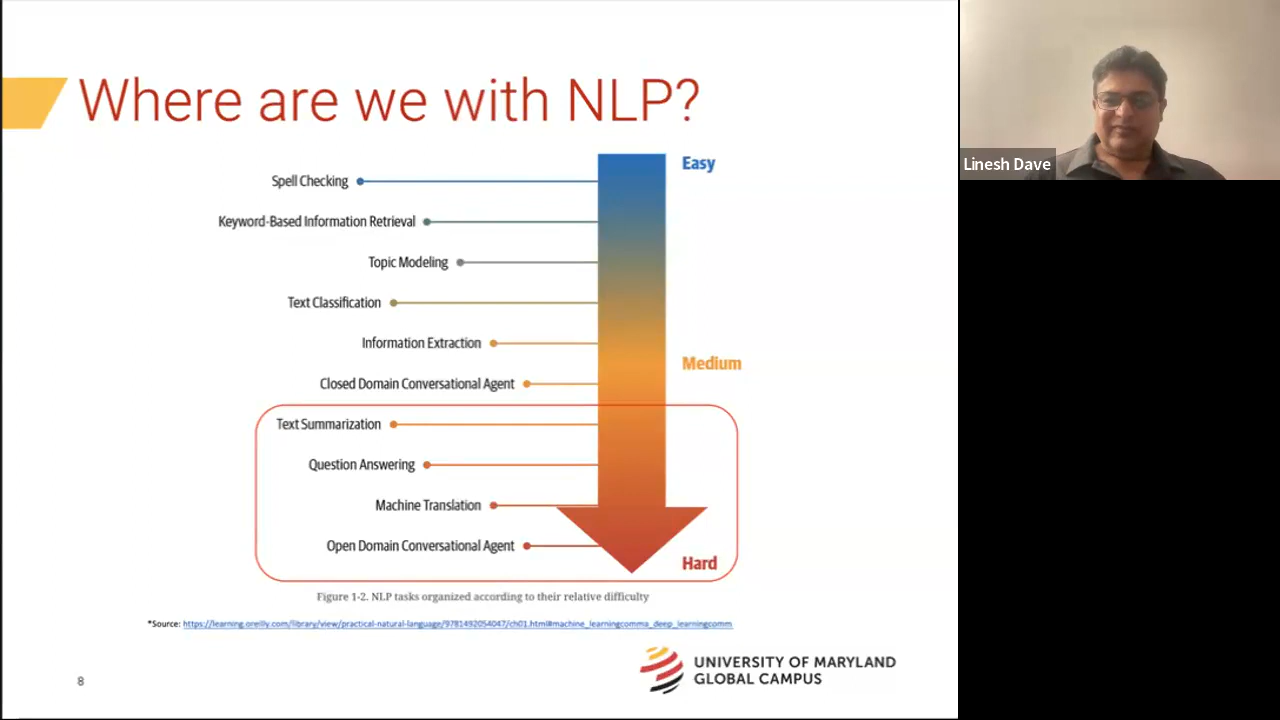 Where are we with NLP?
Linesh Dave
Easy
Spell Checking
Keyword-Based Information Retrieval
Topic Modeling
Text Classification
Information Extraction
Medium
Closed Domain Conversational Agent
Text Summarization
Question Answering
Machine Translation
Open Domain Conversational Agent
Hard
Figure 1-2. NLP tasks organized according to their relative difficulty
*Source: https://learning.oreilly.com/library/view/practical-natural-language/9781492054047/ch01.html#machine_learningcomma_deep_learningcomm
UNIVERSITY OF MARYLAND
GLOBAL CAMPUS
8